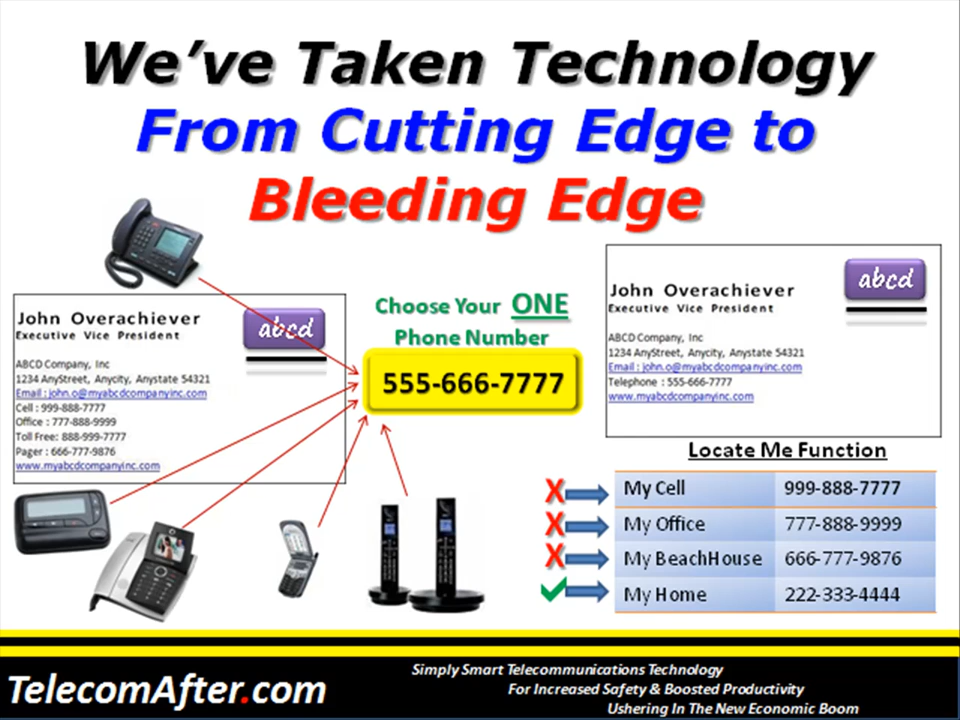 We've Taken Technology
From Cutting Edge to
Bleeding Edge
John Overachiever
Executive Vice President
abcd
ABCD Company, Inc
1234 AnyStreet, Anycity, Anystate 54321
Email : john.o@myabcdcompanyinc.com
Cell : 999-888-7777
Office : 777-888-9999
Toll Free: 888-999-7777
Pager : 666-777-9876
www.myabcdcompanyinc.com
Choose Your ONE
Phone Number
555-666-7777
John Overachiever
Executive Vice President
abcd
ABCD Company, Inc
1234 AnyStreet, Anycity, Anystate 54321
Email : john.o@myabcdcompanyinc.com
Telephone : 555-666-7777
www.myabcdcompanyinc.com
Locate Me Function
X My Cell 999-888-7777
X My Office 777-888-9999
X My BeachHouse 666-777-9876
My Home 222-333-4444
TelecomAfter.com
Simply Smart Telecommunications Technology
For Increased Safety & Boosted Productivity
Ushering In The New Economic Boom